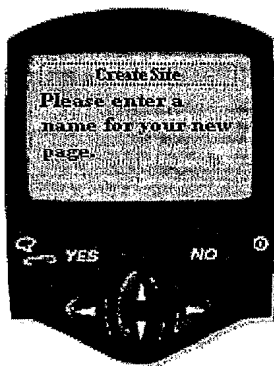 Create Site
Please enter a
name for your new
page.
YES NO